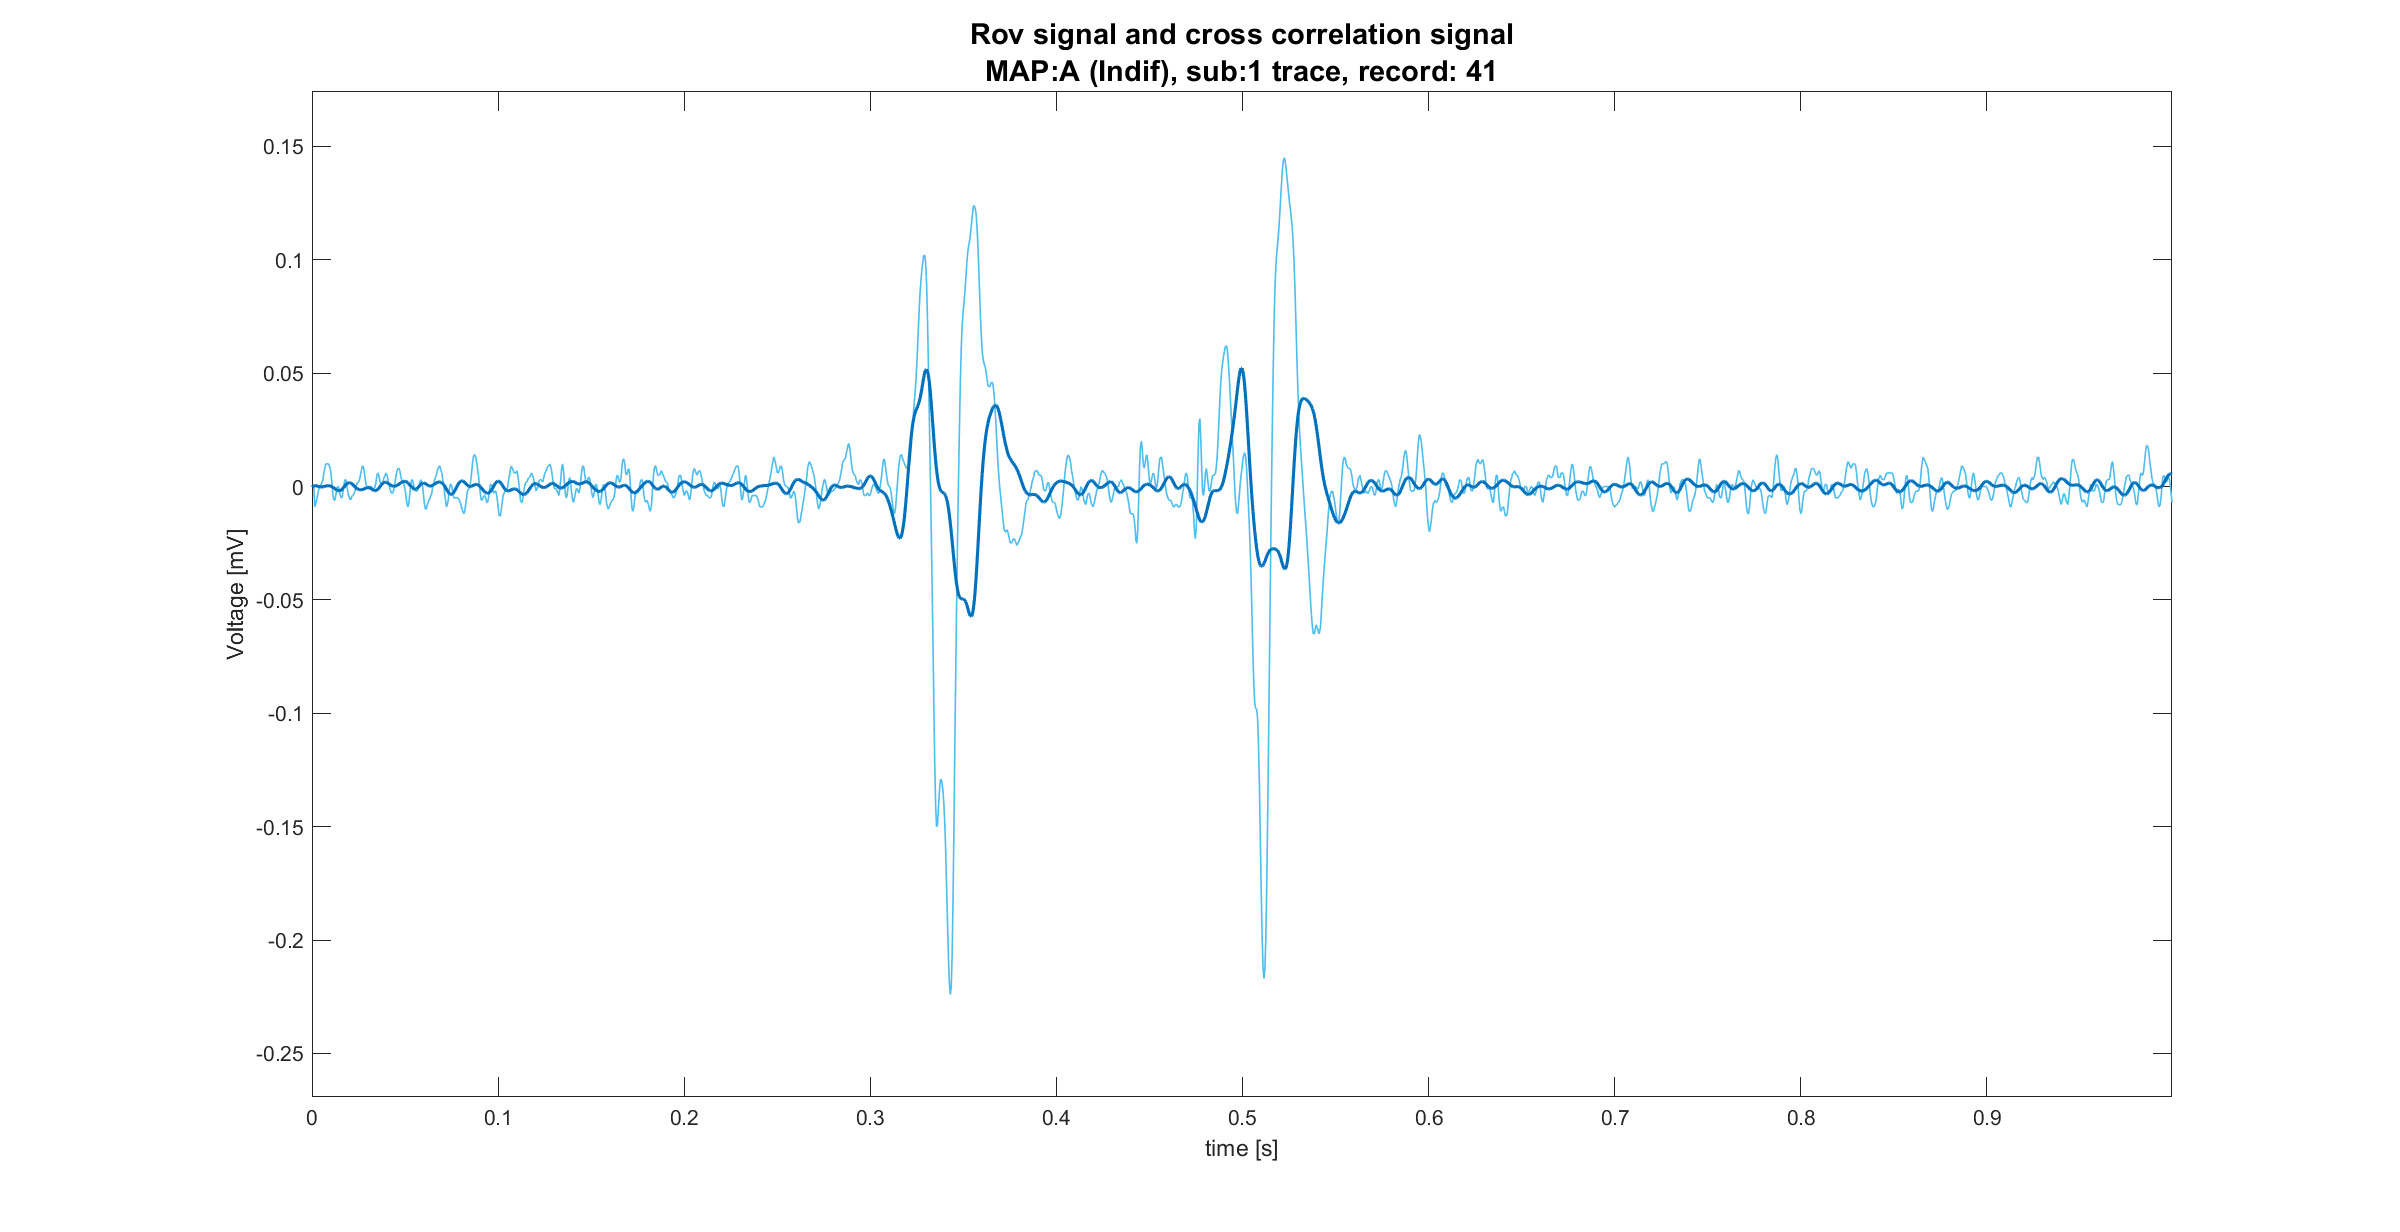 Rov signal and cross correlation signal
MAP:A (Indif), sub:1 trace, record: 41
0.15
0.1
0.05
0
-0.05
-0.1
-0.15
-0.2
-0.25
Voltage [mV]
0 0.1 0.2 0.3 0.4 0.5 0.6 0.7 0.8 0.9
time [s]